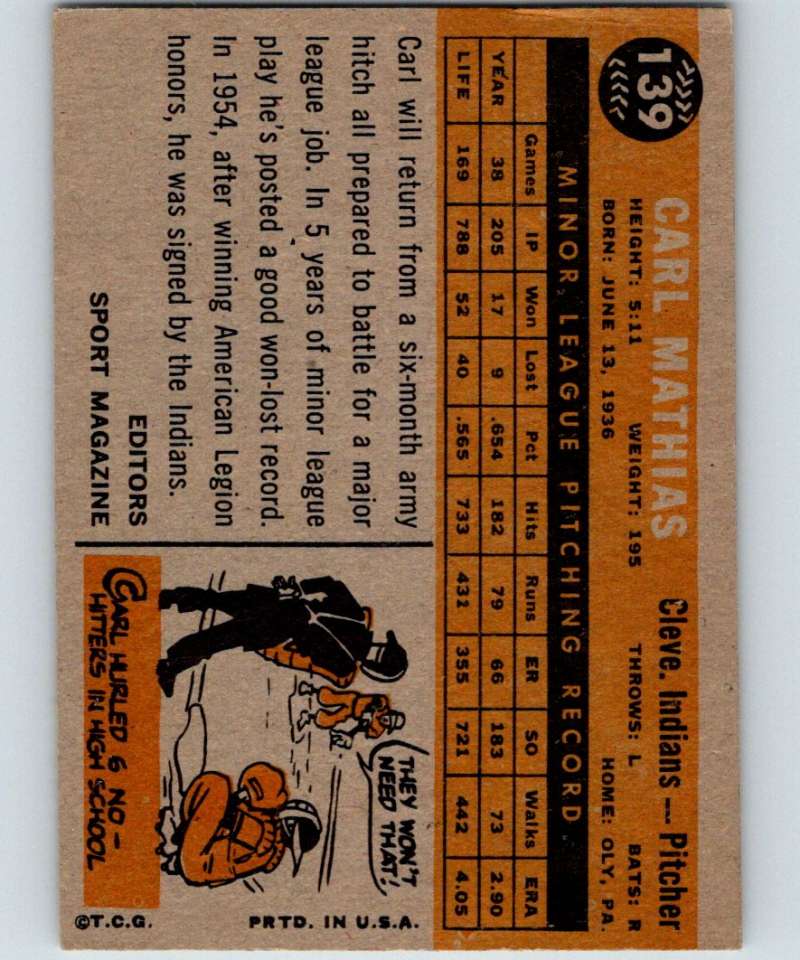 139
CARL MATHIAS Cleve. Indians — Pitcher
HEIGHT: 5:11 WEIGHT: 195 THROWS: L BATS: R
BORN: JUNE 13, 1936 HOME: OLY, PA.
MINOR LEAGUE PITCHING RECORD
Games IP Won Lost Pct Hits Runs ER SO Walks ERA
YEAR 38 205 17 9 .654 182 79 66 183 73 2.90
LIFE 169 788 52 40 .565 733 431 355 721 442 4.05
Carl will return from a six-month army
hitch all prepared to battle for a major
league job. In 5 years of minor league
play he's posted a good won-lost record.
In 1954, after winning American Legion
honors, he was signed by the Indians.
EDITORS
SPORT MAGAZINE
THEY WON'T
NEED THAT!
CARL HURLED 6 NO-
HITTERS IN HIGH SCHOOL
©T.C.G. PRTD. IN U.S.A.